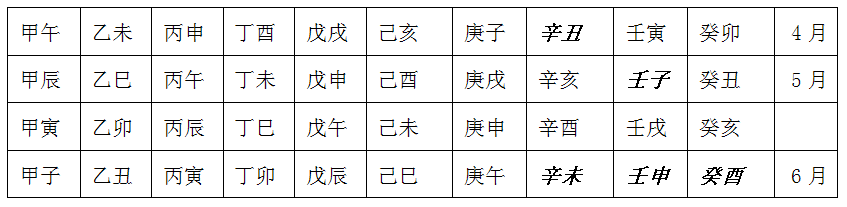 甲午 乙未 丙申 丁酉 戊戌 己亥 庚子 辛丑 壬寅 癸卯 4月
甲辰 乙巳 丙午 丁未 戊申 己酉 庚戌 辛亥 壬子 癸丑 5月
甲寅 乙卯 丙辰 丁巳 戊午 己未 庚申 辛酉 壬戌 癸亥
甲子 乙丑 丙寅 丁卯 戊辰 己巳 庚午 辛未 壬申 癸酉 6月